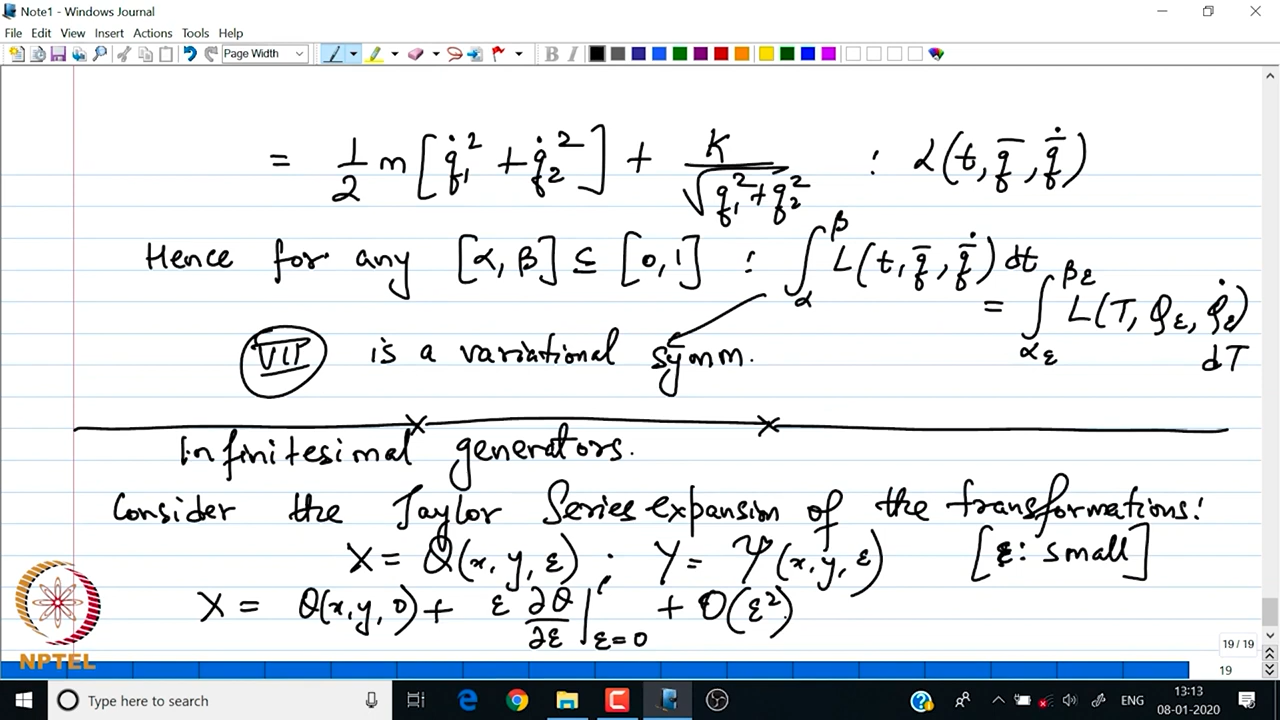 Note1 - Windows Journal
File Edit View Insert Actions Tools Help
Page Width
= 1/2 m [q̇₁² + q̇₂²] + K/√(q₁² + q₂²) : L(t, q̄, q̄̇)
Hence for any [α, β] ⊆ [0, 1] : ∫_α^β L(t, q̄, q̄̇) dt
= ∫_{α_ε}^{β_ε} L(T, Q_ε, Q̇_ε) dT
VII is a variational symm.
Infinitesimal generators.
Consider the Taylor Series expansion of the transformations:
X = θ(x, y, ε) ; Y = ψ(x, y, ε) [ε: small]
X = θ(x, y, 0) + ε ∂θ/∂ε |_{ε=0} + O(ε²)
NPTEL
19 / 19
19
Type here to search
ENG
13:13
08-01-2020